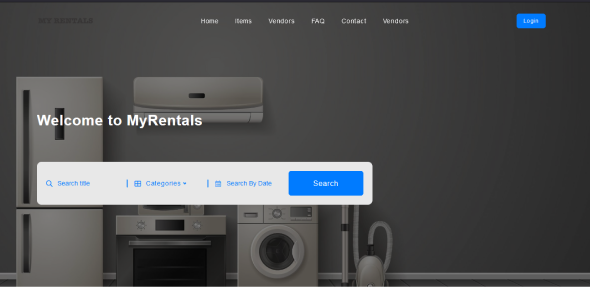 MY RENTALS
Home Items Vendors FAQ Contact Vendors
Login
Welcome to MyRentals
Search title Categories Search By Date Search